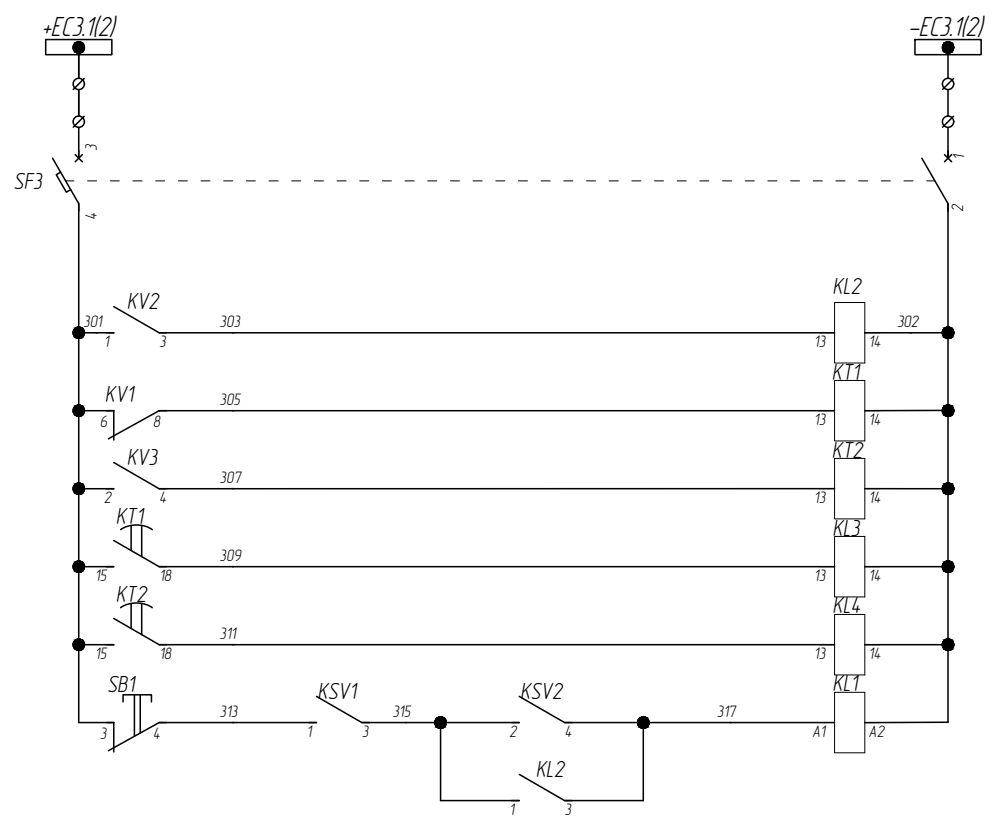 +EC3.1(2) -EC3.1(2)
3 1
SF3
4 2
KV2 KL2
301 303 302
1 3 13 14
KV1 305 KT1
6 8 13 14
KV3 307 KT2
2 4 13 14
KT1 309 KL3
15 18 13 14
KT2 311 KL4
15 18 13 14
SB1 KSV1 KSV2 KL1
313 315 317
3 4 1 3 2 4 A1 A2
KL2
1 3